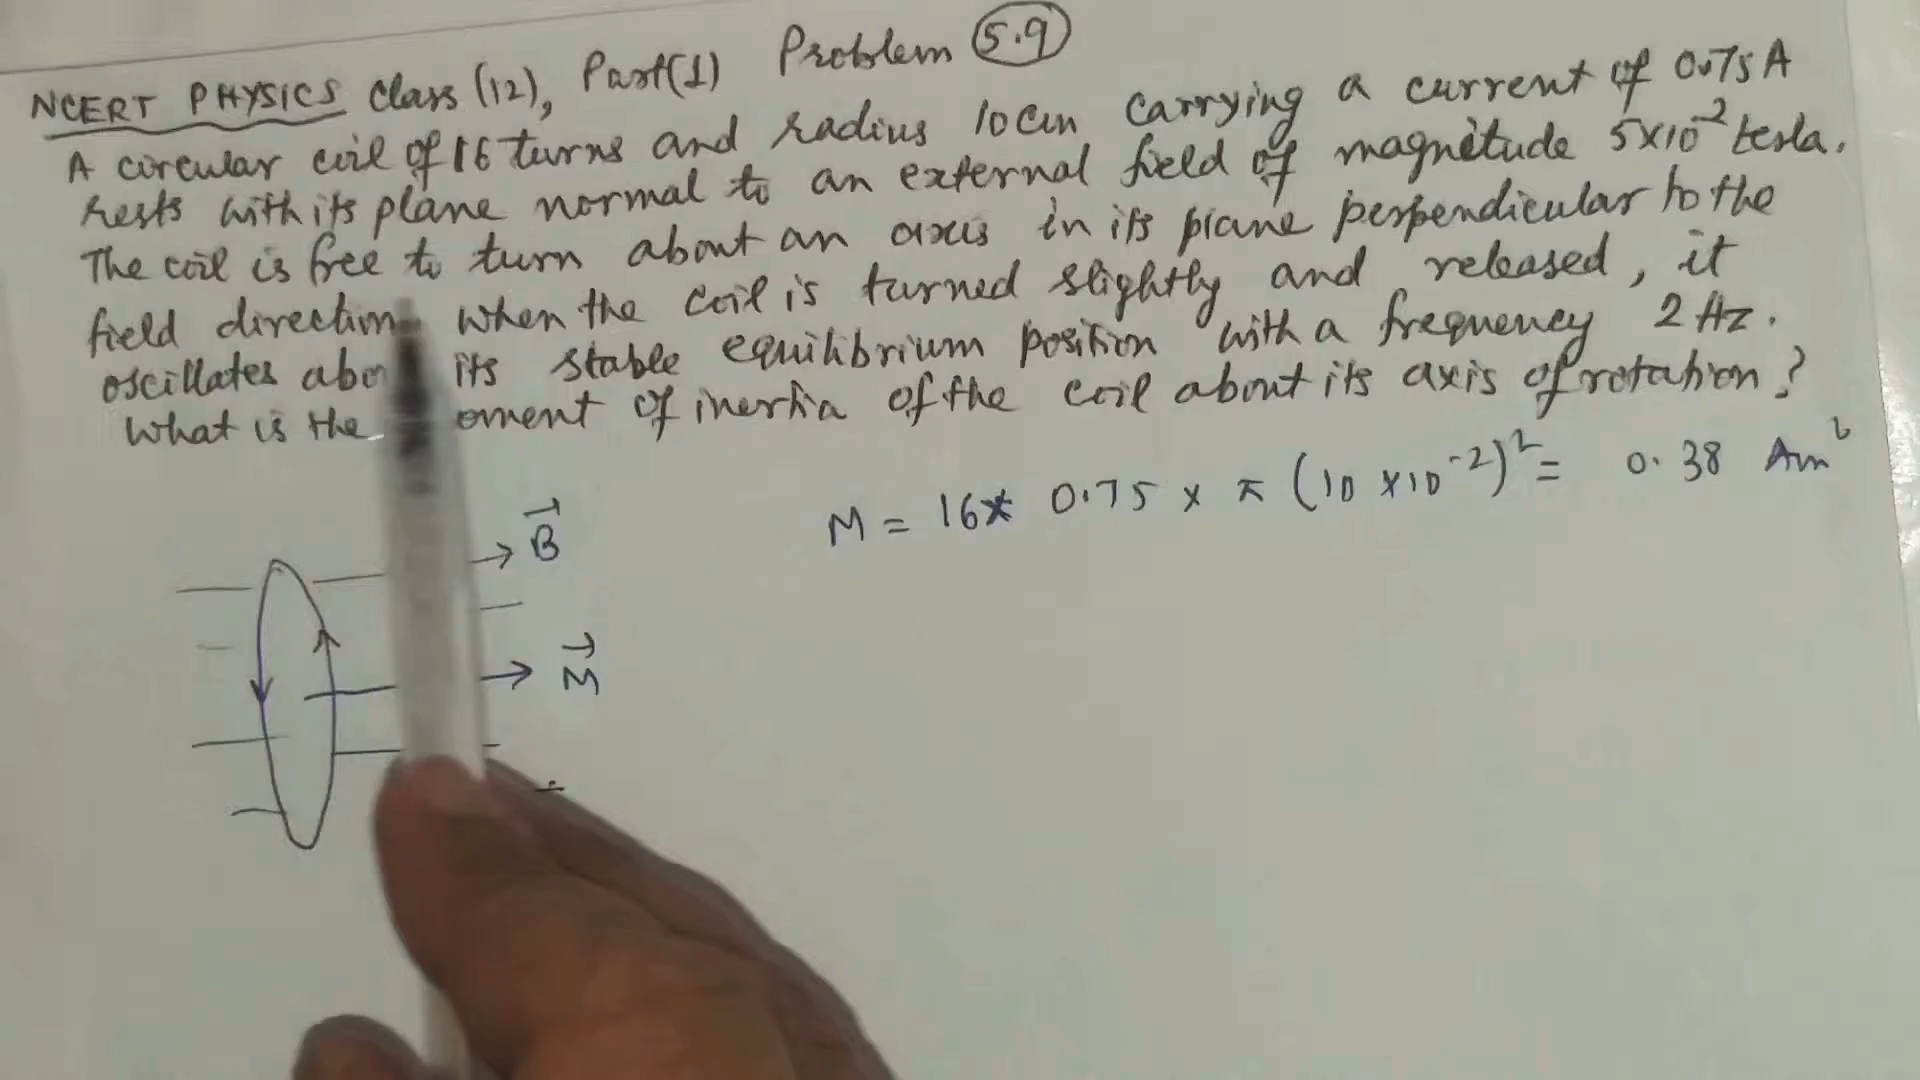 NCERT PHYSICS Class (12), Part(1) Problem 5.9
A circular coil of 16 turns and radius 10cm carrying a current of 0.75A
rests with its plane normal to an external field of magnitude 5×10⁻² tesla.
The coil is free to turn about an axis in its plane perpendicular to the
field direction. When the coil is turned slightly and released, it
oscillates abo its stable equilibrium position with a frequency 2 Hz.
What is the oment of inertia of the coil about its axis of rotation?
M = 16× 0.75 × π (10 ×10⁻²)² = 0.38 Am²
B
M